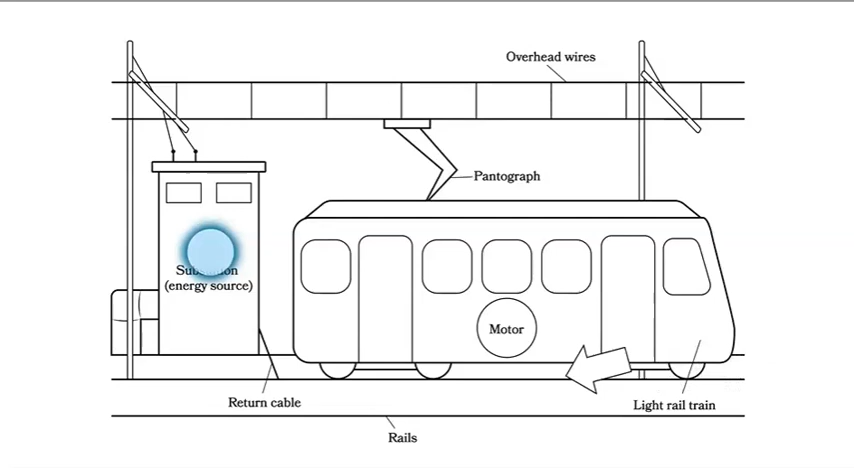 Overhead wires
Pantograph
(energy source)
Motor
Return cable
Light rail train
Rails